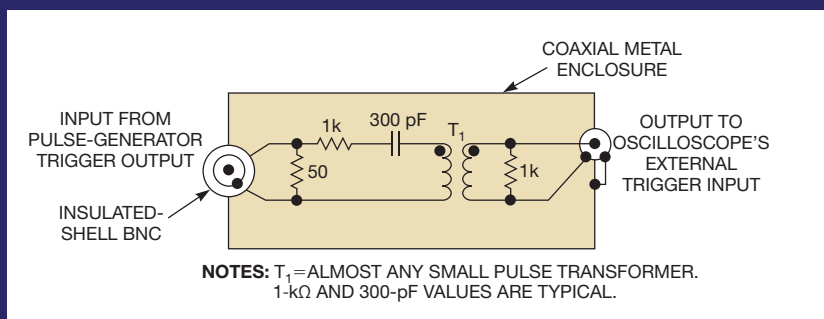 COAXIAL METAL
ENCLOSURE
INPUT FROM
PULSE-GENERATOR
TRIGGER OUTPUT
INSULATED-
SHELL BNC
1k
300 pF
T1
50
1k
OUTPUT TO
OSCILLOSCOPE'S
EXTERNAL
TRIGGER INPUT
NOTES: T1=ALMOST ANY SMALL PULSE TRANSFORMER.
1-kΩ AND 300-pF VALUES ARE TYPICAL.